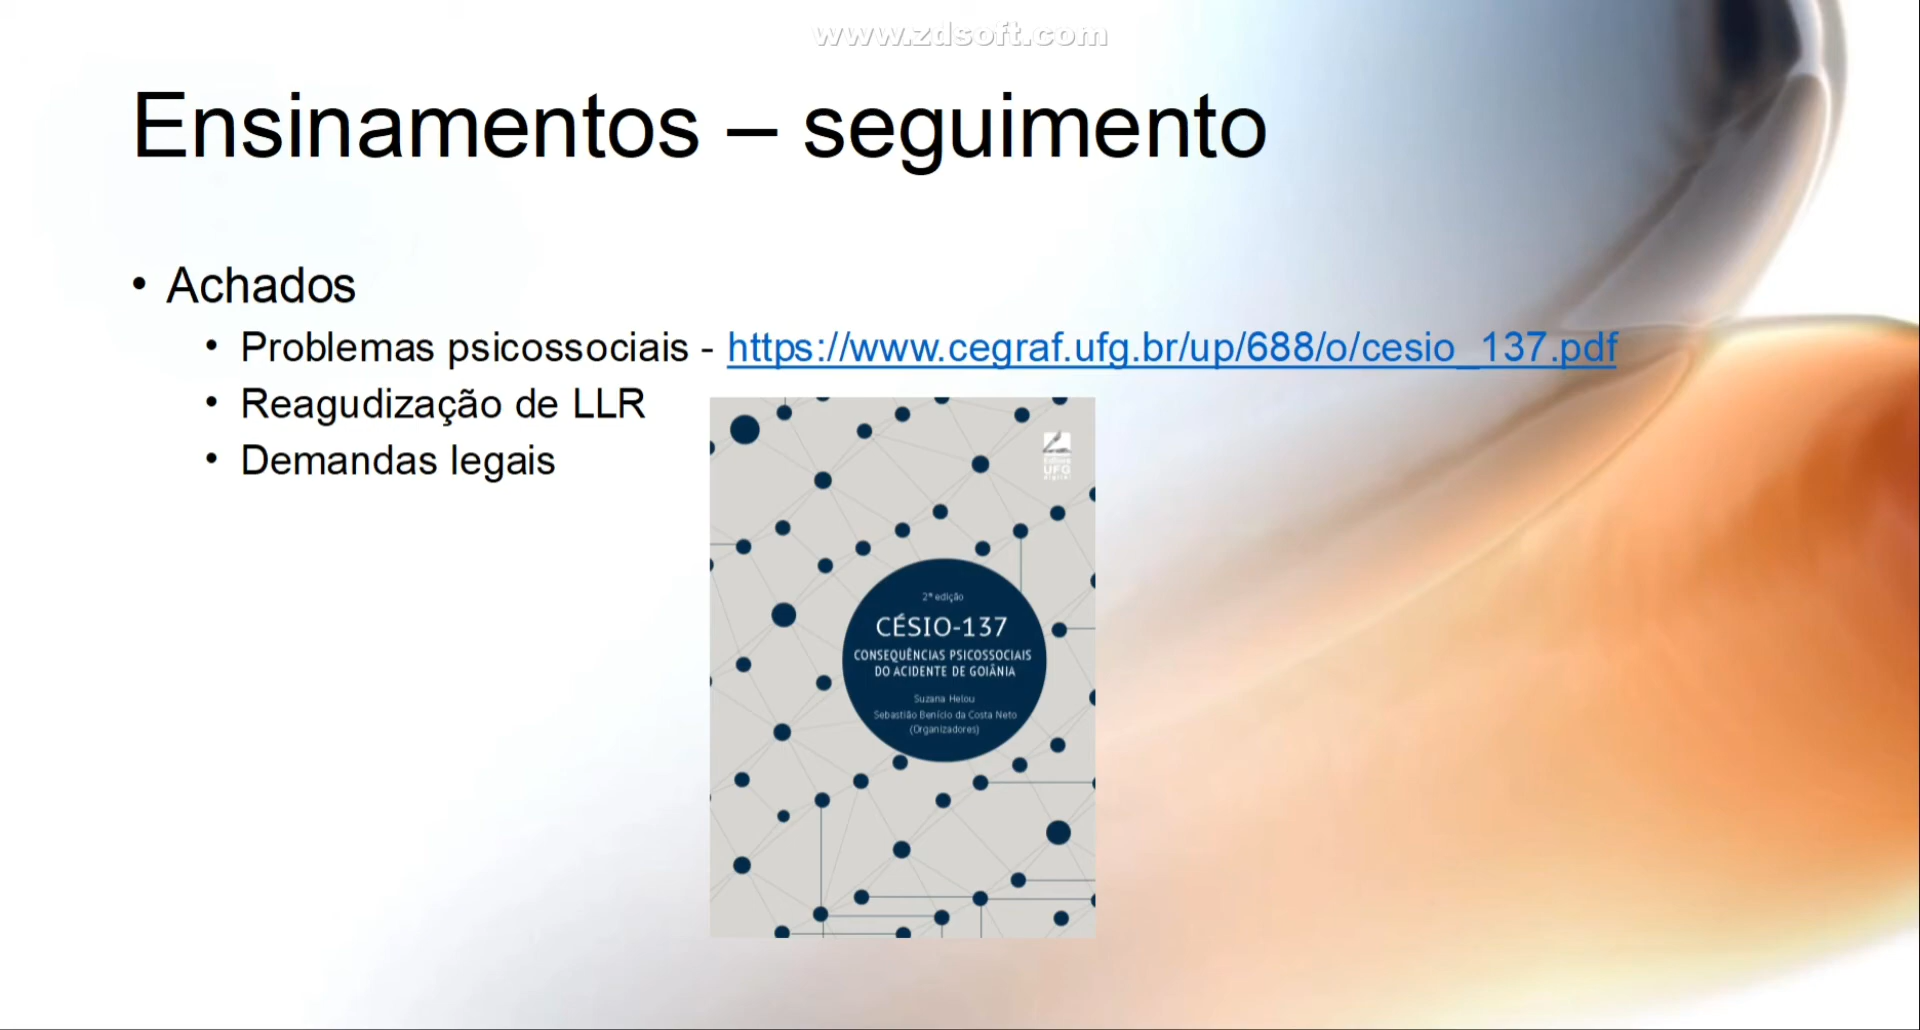 www.zdsoft.com
Ensinamentos – seguimento
• Achados
• Problemas psicossociais - https://www.cegraf.ufg.br/up/688/o/cesio_137.pdf
• Reagudização de LLR
• Demandas legais
UFG
digital
2ª edição
CÉSIO-137
CONSEQUÊNCIAS PSICOSSOCIAIS
DO ACIDENTE DE GOIÂNIA
Suzana Helou
Sebastião Benício da Costa Neto
(Organizadores)